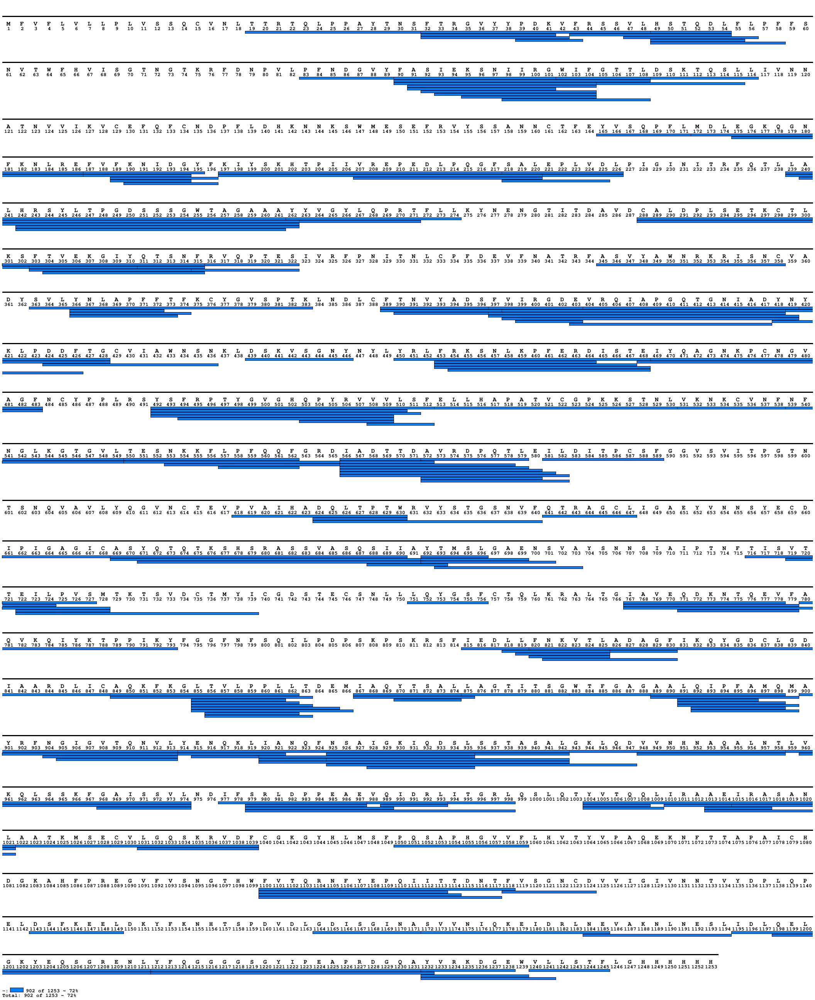 M F V F L V L L P L V S S Q C V N L T T R T Q L P P A Y T N S F T R G V Y Y P D K V F R S S V L H S T Q D L F L P F F S
1 2 3 4 5 6 7 8 9 10 11 12 13 14 15 16 17 18 19 20 21 22 23 24 25 26 27 28 29 30 31 32 33 34 35 36 37 38 39 40 41 42 43 44 45 46 47 48 49 50 51 52 53 54 55 56 57 58 59 60
N V T W F H V I S G T N G T K R F D N P V L P F N D G V Y F A S I E K S N I I R G W I F G T T L D S K T Q S L L I V N N
61 62 63 64 65 66 67 68 69 70 71 72 73 74 75 76 77 78 79 80 81 82 83 84 85 86 87 88 89 90 91 92 93 94 95 96 97 98 99 100 101 102 103 104 105 106 107 108 109 110 111 112 113 114 115 116 117 118 119 120
A T N V V I K V C E F Q F C N D P F L D H K N N K S W M E S E F R V Y S S A N N C T F E Y V S Q P F L M D L E G K Q G N
121 122 123 124 125 126 127 128 129 130 131 132 133 134 135 136 137 138 139 140 141 142 143 144 145 146 147 148 149 150 151 152 153 154 155 156 157 158 159 160 161 162 163 164 165 166 167 168 169 170 171 172 173 174 175 176 177 178 179 180
F K N L R E F V F K N I D G Y F K I Y S K H T P I I V R E P E D L P Q G F S A L E P L V D L P I G I N I T R F Q T L L A
181 182 183 184 185 186 187 188 189 190 191 192 193 194 195 196 197 198 199 200 201 202 203 204 205 206 207 208 209 210 211 212 213 214 215 216 217 218 219 220 221 222 223 224 225 226 227 228 229 230 231 232 233 234 235 236 237 238 239 240
L H R S Y L T P G D S S S G W T A G A A A Y Y V G Y L Q P R T F L L K Y N E N G T I T D A V D C A L D P L S E T K C T L
241 242 243 244 245 246 247 248 249 250 251 252 253 254 255 256 257 258 259 260 261 262 263 264 265 266 267 268 269 270 271 272 273 274 275 276 277 278 279 280 281 282 283 284 285 286 287 288 289 290 291 292 293 294 295 296 297 298 299 300
K S F T V E K G I Y Q T S N F R V Q P T E S I V R F P N I T N L C P F D E V F N A T R F A S V Y A W N R K R I S N C V A
301 302 303 304 305 306 307 308 309 310 311 312 313 314 315 316 317 318 319 320 321 322 323 324 325 326 327 328 329 330 331 332 333 334 335 336 337 338 339 340 341 342 343 344 345 346 347 348 349 350 351 352 353 354 355 356 357 358 359 360
D Y S V L Y N L A P F F T F K C Y G V S P T K L N D L C F T N V Y A D S F V I R G D E V R Q I A P G Q T G N I A D Y N Y
361 362 363 364 365 366 367 368 369 370 371 372 373 374 375 376 377 378 379 380 381 382 383 384 385 386 387 388 389 390 391 392 393 394 395 396 397 398 399 400 401 402 403 404 405 406 407 408 409 410 411 412 413 414 415 416 417 418 419 420
K L P D D F T G C V I A W N S N K L D S K V S G N Y N Y L Y R L F R K S N L K P F E R D I S T E I Y Q A G N K P C N G V
421 422 423 424 425 426 427 428 429 430 431 432 433 434 435 436 437 438 439 440 441 442 443 444 445 446 447 448 449 450 451 452 453 454 455 456 457 458 459 460 461 462 463 464 465 466 467 468 469 470 471 472 473 474 475 476 477 478 479 480
A G F N C Y F P L R S Y S F R P T Y G V G H Q P Y R V V V L S F E L L H A P A T V C G P K K S T N L V K N K C V N F N F
481 482 483 484 485 486 487 488 489 490 491 492 493 494 495 496 497 498 499 500 501 502 503 504 505 506 507 508 509 510 511 512 513 514 515 516 517 518 519 520 521 522 523 524 525 526 527 528 529 530 531 532 533 534 535 536 537 538 539 540
N G L K G T G V L T E S N K K F L P F Q Q F G R D I A D T T D A V R D P Q T L E I L D I T P C S F G G V S V I T P G T N
541 542 543 544 545 546 547 548 549 550 551 552 553 554 555 556 557 558 559 560 561 562 563 564 565 566 567 568 569 570 571 572 573 574 575 576 577 578 579 580 581 582 583 584 585 586 587 588 589 590 591 592 593 594 595 596 597 598 599 600
T S N Q V A V L Y Q G V N C T E V P V A I H A D Q L T P T W R V Y S T G S N V F Q T R A G C L I G A E Y V N N S Y E C D
601 602 603 604 605 606 607 608 609 610 611 612 613 614 615 616 617 618 619 620 621 622 623 624 625 626 627 628 629 630 631 632 633 634 635 636 637 638 639 640 641 642 643 644 645 646 647 648 649 650 651 652 653 654 655 656 657 658 659 660
I P I G A G I C A S Y Q T Q T K S H S R A S S V A S Q S I I A Y T M S L G A E N S V A Y S N N S I A I P T N F T I S V T
661 662 663 664 665 666 667 668 669 670 671 672 673 674 675 676 677 678 679 680 681 682 683 684 685 686 687 688 689 690 691 692 693 694 695 696 697 698 699 700 701 702 703 704 705 706 707 708 709 710 711 712 713 714 715 716 717 718 719 720
T E I L P V S M T K T S V D C T M Y I C G D S T E C S N L L L Q Y G S F C T Q L K R A L T G I A V E Q D K N T Q E V F A
721 722 723 724 725 726 727 728 729 730 731 732 733 734 735 736 737 738 739 740 741 742 743 744 745 746 747 748 749 750 751 752 753 754 755 756 757 758 759 760 761 762 763 764 765 766 767 768 769 770 771 772 773 774 775 776 777 778 779 780
Q V K Q I Y K T P P I K Y F G G F N F S Q I L P D P S K P S K R S F I E D L L F N K V T L A D A G F I K Q Y G D C L G D
781 782 783 784 785 786 787 788 789 790 791 792 793 794 795 796 797 798 799 800 801 802 803 804 805 806 807 808 809 810 811 812 813 814 815 816 817 818 819 820 821 822 823 824 825 826 827 828 829 830 831 832 833 834 835 836 837 838 839 840
I A A R D L I C A Q K F K G L T V L P P L L T D E M I A Q Y T S A L L A G T I T S G W T F G A G A A L Q I P F A M Q M A
841 842 843 844 845 846 847 848 849 850 851 852 853 854 855 856 857 858 859 860 861 862 863 864 865 866 867 868 869 870 871 872 873 874 875 876 877 878 879 880 881 882 883 884 885 886 887 888 889 890 891 892 893 894 895 896 897 898 899 900
Y R F N G I G V T Q N V L Y E N Q K L I A N Q F N S A I G K I Q D S L S S T A S A L G K L Q D V V N H N A Q A L N T L V
901 902 903 904 905 906 907 908 909 910 911 912 913 914 915 916 917 918 919 920 921 922 923 924 925 926 927 928 929 930 931 932 933 934 935 936 937 938 939 940 941 942 943 944 945 946 947 948 949 950 951 952 953 954 955 956 957 958 959 960
K Q L S S K F G A I S S V L N D I F S R L D P P E A E V Q I D R L I T G R L Q S L Q T Y V T Q Q L I R A A E I R A S A N
961 962 963 964 965 966 967 968 969 970 971 972 973 974 975 976 977 978 979 980 981 982 983 984 985 986 987 988 989 990 991 992 993 994 995 996 997 998 999 1000 1001 1002 1003 1004 1005 1006 1007 1008 1009 1010 1011 1012 1013 1014 1015 1016 1017 1018 1019 1020
L A A T K M S E C V L G Q S K R V D F C G K G Y H L M S F P Q S A P H G V V F L H V T Y V P A Q E K N F T T A P A I C H
1021 1022 1023 1024 1025 1026 1027 1028 1029 1030 1031 1032 1033 1034 1035 1036 1037 1038 1039 1040 1041 1042 1043 1044 1045 1046 1047 1048 1049 1050 1051 1052 1053 1054 1055 1056 1057 1058 1059 1060 1061 1062 1063 1064 1065 1066 1067 1068 1069 1070 1071 1072 1073 1074 1075 1076 1077 1078 1079 1080
D G K A H F P R E G V F V S N G T H W F V T Q R N F Y E P Q I I T T D N T F V S G N C D V V I G I V N N T V Y D P L Q P
1081 1082 1083 1084 1085 1086 1087 1088 1089 1090 1091 1092 1093 1094 1095 1096 1097 1098 1099 1100 1101 1102 1103 1104 1105 1106 1107 1108 1109 1110 1111 1112 1113 1114 1115 1116 1117 1118 1119 1120 1121 1122 1123 1124 1125 1126 1127 1128 1129 1130 1131 1132 1133 1134 1135 1136 1137 1138 1139 1140
E L D S F K E E L D K Y F K N H T S P D V D L G D I S G I N A S V V N I Q K E I D R L N E V A K N L N E S L I D L Q E L
1141 1142 1143 1144 1145 1146 1147 1148 1149 1150 1151 1152 1153 1154 1155 1156 1157 1158 1159 1160 1161 1162 1163 1164 1165 1166 1167 1168 1169 1170 1171 1172 1173 1174 1175 1176 1177 1178 1179 1180 1181 1182 1183 1184 1185 1186 1187 1188 1189 1190 1191 1192 1193 1194 1195 1196 1197 1198 1199 1200
G K Y E Q S G R E N L Y F Q G G G G S G Y I P E A P R D G Q A Y V R K D G E W V L L S T F L G H H H H H H
1201 1202 1203 1204 1205 1206 1207 1208 1209 1210 1211 1212 1213 1214 1215 1216 1217 1218 1219 1220 1221 1222 1223 1224 1225 1226 1227 1228 1229 1230 1231 1232 1233 1234 1235 1236 1237 1238 1239 1240 1241 1242 1243 1244 1245 1246 1247 1248 1249 1250 1251 1252 1253
-: 902 of 1253 ~ 72%
Total: 902 of 1253 ~ 72%